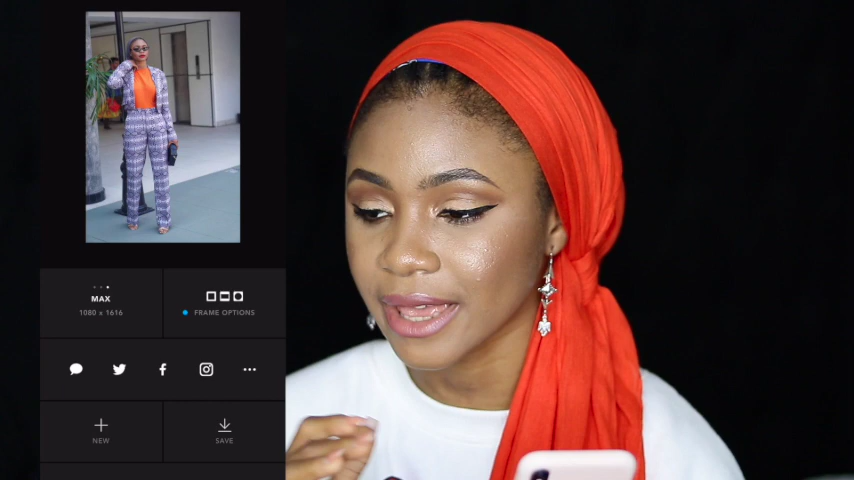 MAX
1080 x 1616
FRAME OPTIONS
NEW
SAVE